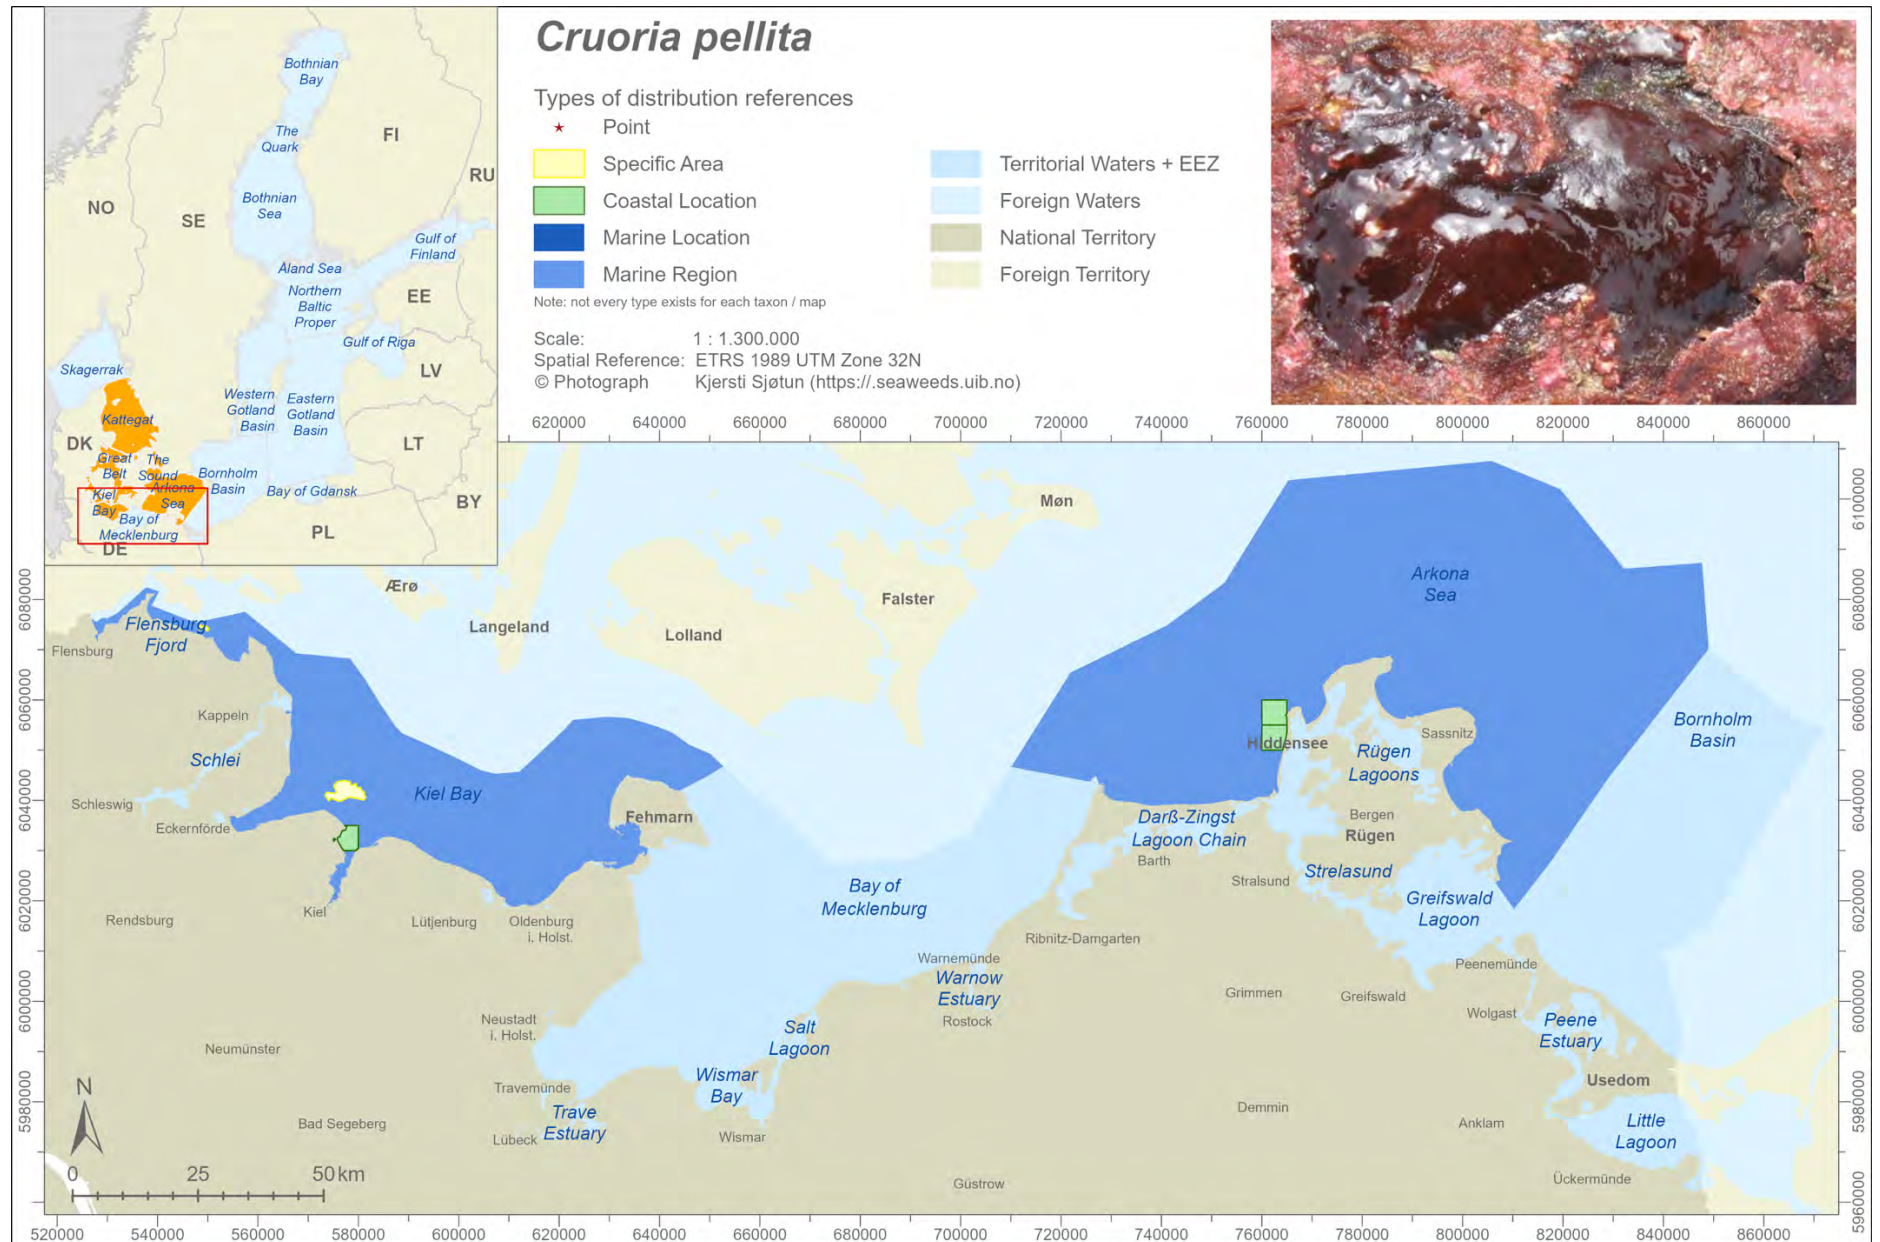 Cruoria pellita
Types of distribution references
Point
Specific Area
Coastal Location
Marine Location
Marine Region
Territorial Waters + EEZ
Foreign Waters
National Territory
Foreign Territory
Note: not every type exists for each taxon / map
Scale: 1 : 1.300.000
Spatial Reference: ETRS 1989 UTM Zone 32N
© Photograph Kjersti Sjøtun (https://.seaweeds.uib.no)
Bothnian
Bay
The
Quark
FI
RU
Bothnian
Sea
NO
SE
Gulf of
Finland
Åland Sea
Northern
Baltic
Proper
EE
Gulf of Riga
Skagerrak
LV
Western
Gotland
Basin
Eastern
Gotland
Basin
Kattegat
DK
LT
Great
Belt
The
Sound
Bornholm
Basin
Arkona
Sea
Kiel
Bay
Bay of Gdansk
BY
Bay of
Mecklenburg
PL
DE
620000 640000 660000 680000 700000 720000 740000 760000 780000 800000 820000 840000 860000
6100000
6080000
6060000
6040000
6020000
6000000
5980000
5960000
6080000
6060000
6040000
6020000
6000000
5980000
Møn
Ærø
Langeland
Lolland
Falster
Arkona
Sea
Flensburg
Fjord
Flensburg
Kappeln
Schlei
Schleswig
Eckernförde
Kiel Bay
Fehmarn
Hiddensee
Rügen
Lagoons
Sassnitz
Bornholm
Basin
Bergen
Rügen
Darß-Zingst
Lagoon Chain
Barth
Stralsund
Strelasund
Greifswald
Lagoon
Bay of
Mecklenburg
Rendsburg
Kiel
Lütjenburg
Oldenburg
i. Holst.
Ribnitz-Damgarten
Warnemünde
Warnow
Estuary
Rostock
Peenemünde
Grimmen
Greifswald
Wolgast
Peene
Estuary
Neustadt
i. Holst.
Salt
Lagoon
Neumünster
Wismar
Bay
Usedom
Travemünde
Trave
Estuary
Demmin
Anklam
Little
Lagoon
Bad Segeberg
Lübeck
Wismar
Güstrow
Ückermünde
N
0 25 50 km
520000 540000 560000 580000 600000 620000 640000 660000 680000 700000 720000 740000 760000 780000 800000 820000 840000 860000